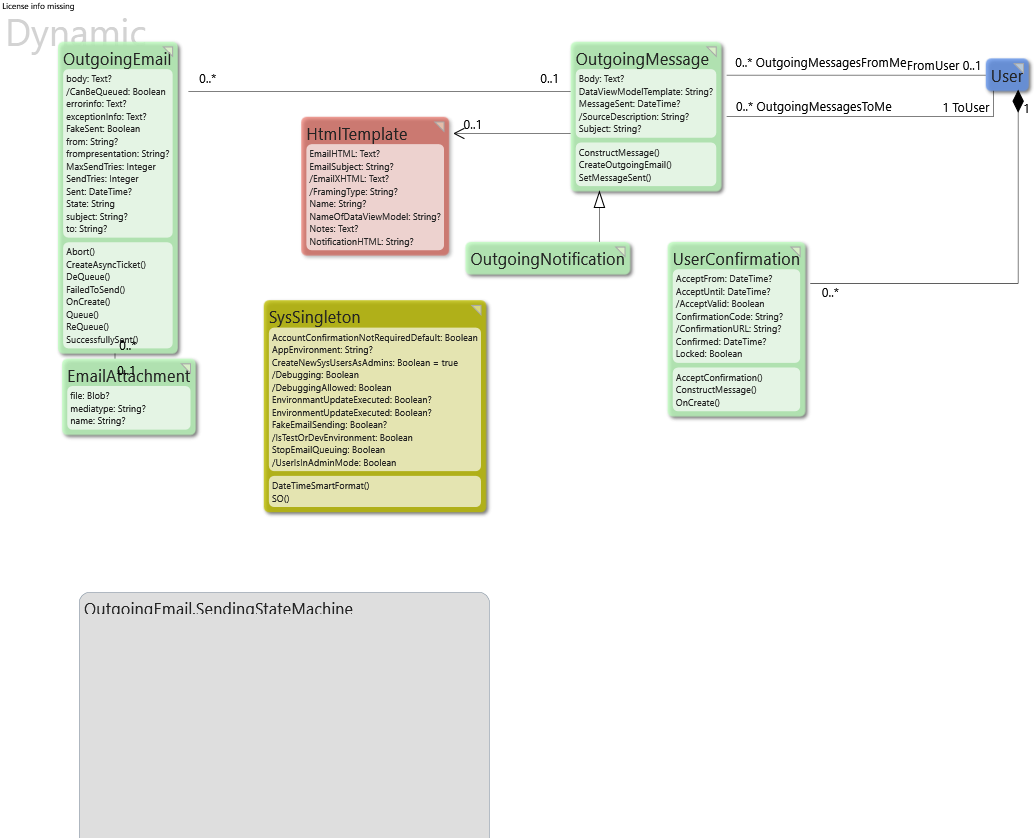 License info missing
Dynamic
OutgoingEmail
body: Text?
/CanBeQueued: Boolean
errorinfo: Text?
exceptionInfo: Text?
FakeSent: Boolean
from: String?
frompresentation: String?
MaxSendTries: Integer
SendTries: Integer
Sent: DateTime?
State: String
subject: String?
to: String?
Abort()
CreateAsyncTicket()
DeQueue()
FailedToSend()
OnCreate()
Queue()
ReQueue()
SuccessfullySent()
0..*
0..1
EmailAttachment
file: Blob?
mediatype: String?
name: String?
0..*
0..1
OutgoingMessage
Body: Text?
DataViewModelTemplate: String?
MessageSent: DateTime?
/SourceDescription: String?
Subject: String?
ConstructMessage()
CreateOutgoingEmail()
SetMessageSent()
0..* OutgoingMessagesFromMe
FromUser 0..1
User
0..* OutgoingMessagesToMe
1 ToUser
1
0..1
HtmlTemplate
EmailHTML: Text?
EmailSubject: String?
/EmailXHTML: Text?
/FramingType: String?
Name: String?
NameOfDataViewModel: String?
Notes: Text?
NotificationHTML: String?
OutgoingNotification
UserConfirmation
AcceptFrom: DateTime?
AcceptUntil: DateTime?
/AcceptValid: Boolean
ConfirmationCode: String?
/ConfirmationURL: String?
Confirmed: DateTime?
Locked: Boolean
AcceptConfirmation()
ConstructMessage()
OnCreate()
0..*
SysSingleton
AccountConfirmationNotRequiredDefault: Boolean
AppEnvironment: String?
CreateNewSysUsersAsAdmins: Boolean = true
/Debugging: Boolean
/DebuggingAllowed: Boolean
EnvironmantUpdateExecuted: Boolean?
EnvironmentUpdateExecuted: Boolean?
FakeEmailSending: Boolean?
/IsTestOrDevEnvironment: Boolean
StopEmailQueuing: Boolean
/UserIsInAdminMode: Boolean
DateTimeSmartFormat()
SO()
OutgoingEmail.SendingStateMachine